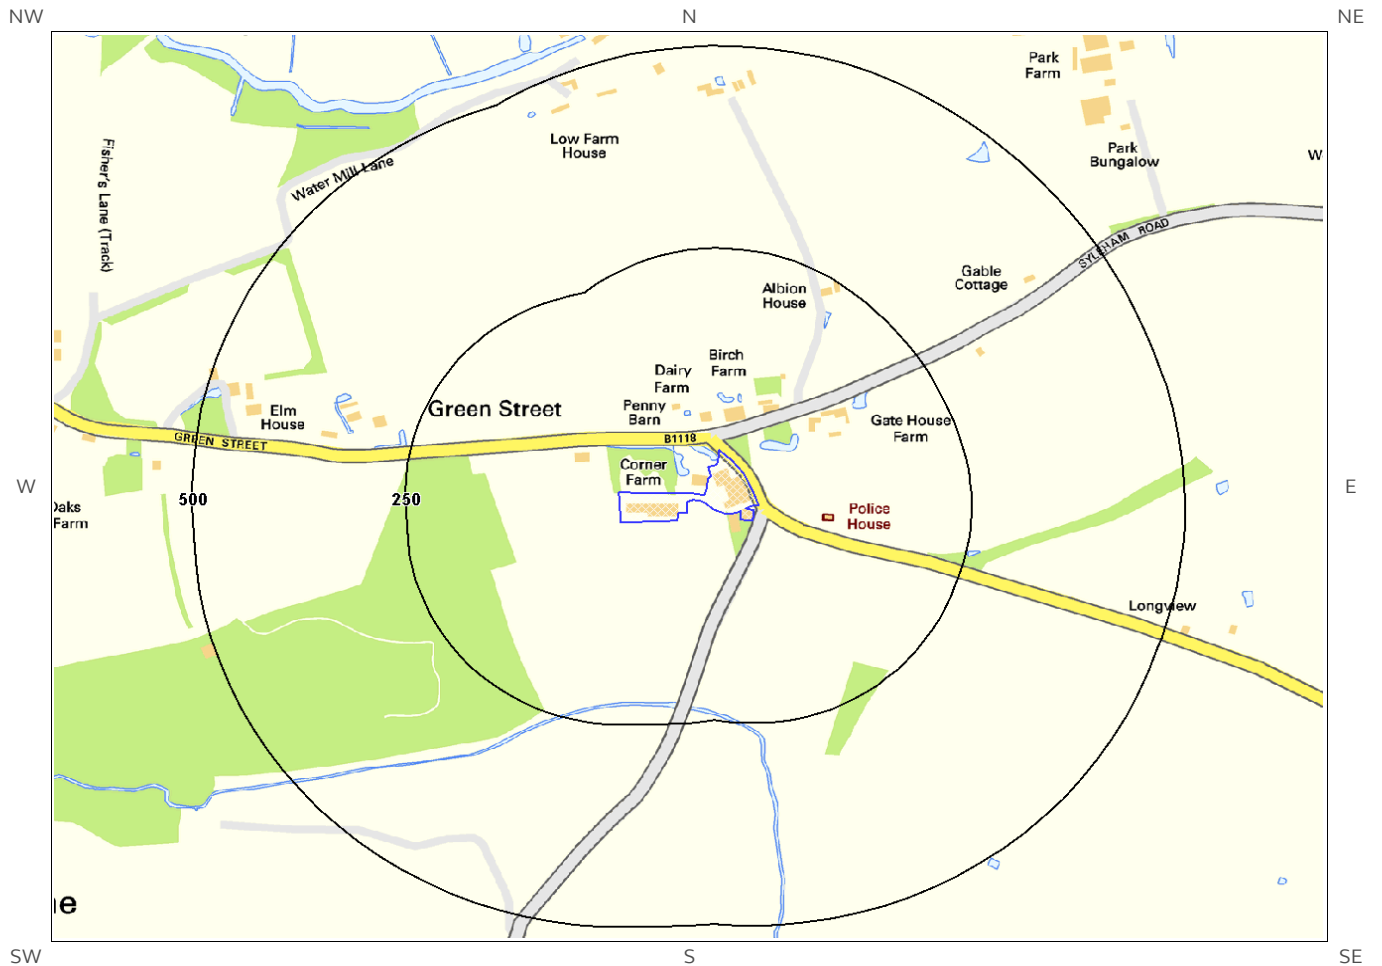 NW
N
NE
Park
Farm
Low Farm
House
Park
Bungalow
W
Fisher's Lane (Track)
Water Mill Lane
SYLEHAM ROAD
Gable
Cottage
Albion
House
Birch
Farm
Dairy
Farm
Penny
Barn
Green Street
Elm
House
Gate House
Farm
GREEN STREET
B1118
Corner
Farm
W
500
250
E
Oaks
Farm
Police
House
Longview
SW
S
SE